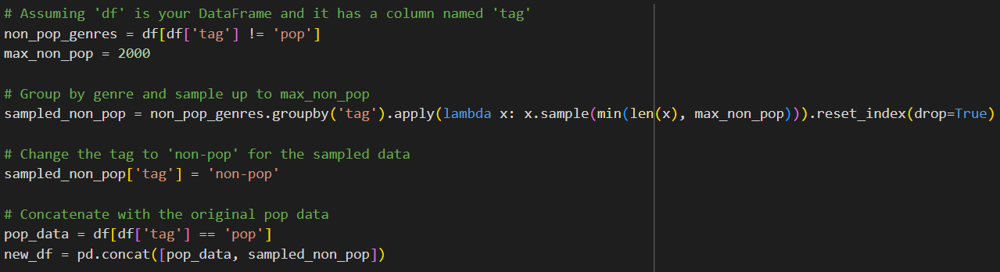 # Assuming 'df' is your DataFrame and it has a column named 'tag'
non_pop_genres = df[df['tag'] != 'pop']
max_non_pop = 2000
# Group by genre and sample up to max_non_pop
sampled_non_pop = non_pop_genres.groupby('tag').apply(lambda x: x.sample(min(len(x), max_non_pop))).reset_index(drop=True)
# Change the tag to 'non-pop' for the sampled data
sampled_non_pop['tag'] = 'non-pop'
# Concatenate with the original pop data
pop_data = df[df['tag'] == 'pop']
new_df = pd.concat([pop_data, sampled_non_pop])